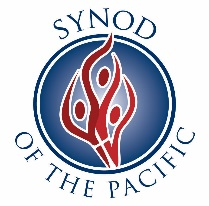 SYNOD
OF THE PACIFIC